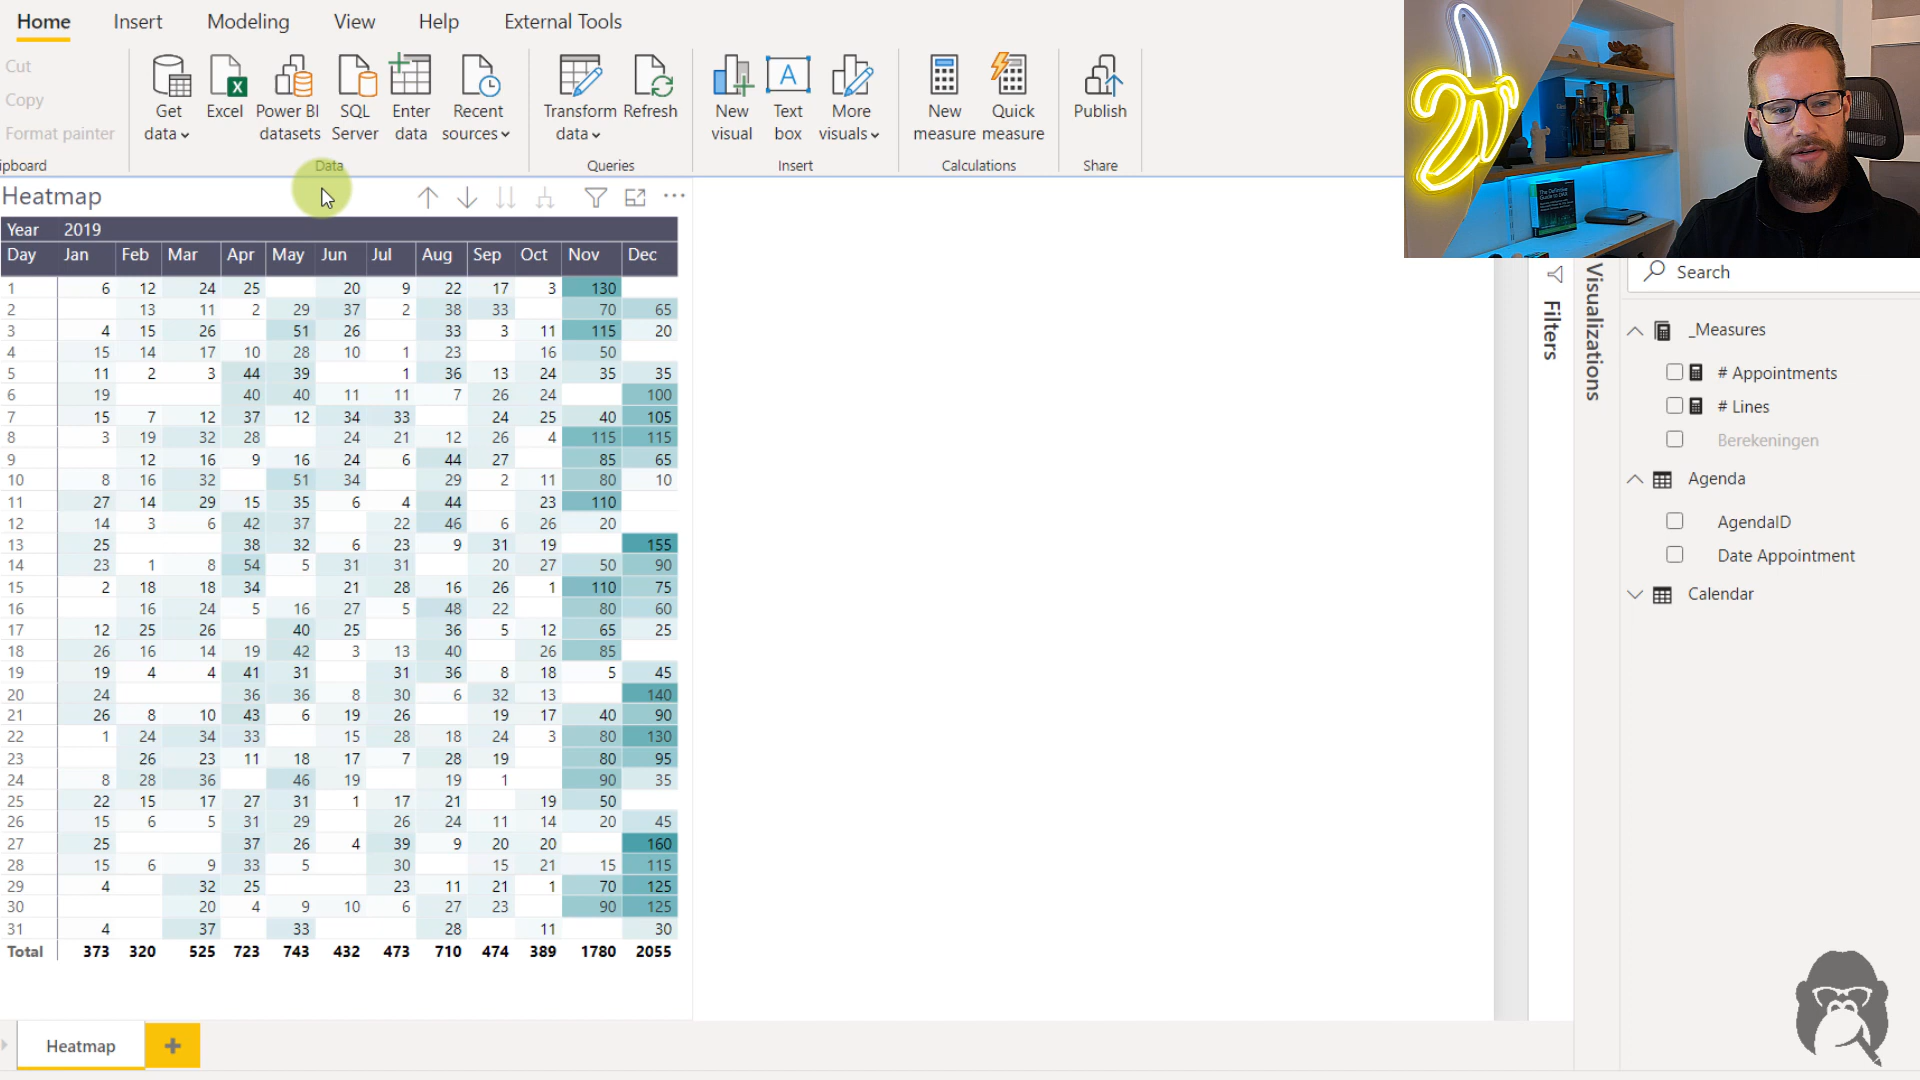 Home Insert Modeling View Help External Tools
Cut
Copy
Format painter
Get data
Excel
Power BI datasets
SQL Server
Enter data
Recent sources
Transform data
Refresh
New visual
Text box
More visuals
New measure
Quick measure
Publish
ipboard Data Queries Insert Calculations Share
Heatmap
Year 2019
Day Jan Feb Mar Apr May Jun Jul Aug Sep Oct Nov Dec
1 6 12 24 25 20 9 22 17 3 130
2 13 11 2 29 37 2 38 33 70 65
3 4 15 26 51 26 33 3 11 115 20
4 15 14 17 10 28 10 1 23 16 50
5 11 2 3 44 39 1 36 13 24 35 35
6 19 40 40 11 11 7 26 24 100
7 15 7 12 37 12 34 33 24 25 40 105
8 3 19 32 28 24 21 12 26 4 115 115
9 12 16 9 16 24 6 44 27 85 65
10 8 16 32 51 34 29 2 11 80 10
11 27 14 29 15 35 6 4 44 23 110
12 14 3 6 42 37 22 46 6 26 20
13 25 38 32 6 23 9 31 19 155
14 23 1 8 54 5 31 31 20 27 50 90
15 2 18 18 34 21 28 16 26 1 110 75
16 16 24 5 16 27 5 48 22 80 60
17 12 25 26 40 25 36 5 12 65 25
18 26 16 14 19 42 3 13 40 26 85
19 19 4 4 41 31 31 36 8 18 5 45
20 24 36 36 8 30 6 32 13 140
21 26 8 10 43 6 19 26 19 17 40 90
22 1 24 34 33 15 28 18 24 3 80 130
23 26 23 11 18 17 7 28 19 80 95
24 8 28 36 46 19 19 1 90 35
25 22 15 17 27 31 1 17 21 19 50
26 15 6 5 31 29 26 24 11 14 20 45
27 25 37 26 4 39 9 20 20 160
28 15 6 9 33 5 30 15 21 15 115
29 4 32 25 23 11 21 1 70 125
30 20 4 9 10 6 27 23 90 125
31 4 37 33 28 11 30
Total 373 320 525 723 743 432 473 710 474 389 1780 2055
Filters
Visualizations
Search
_Measures
# Appointments
# Lines
Berekeningen
Agenda
AgendaID
Date Appointment
Calendar
Heatmap